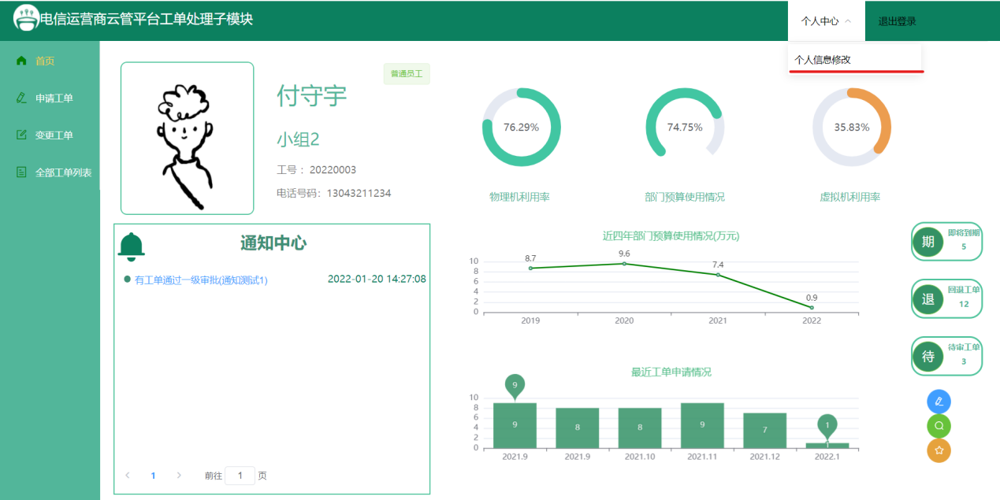 电信运营商云管平台工单处理子模块
个人中心
退出登录
个人信息修改
首页
申请工单
变更工单
全部工单列表
普通员工
付守宇
小组2
工号： 20220003
电话号码：13043211234
76.29%
物理机利用率
74.75%
部门预算使用情况
35.83%
虚拟机利用率
通知中心
有工单通过一级审批(通知测试1)
2022-01-20 14:27:08
1
前往 1 页
近四年部门预算使用情况(万元)
10
8
6
4
2
0
8.7
9.6
7.4
0.9
2019
2020
2021
2022
最近工单申请情况
10
8
6
4
2
0
9
1
9
8
8
9
7
1
2021.9
2021.9
2021.10
2021.11
2021.12
2022.1
期
即将到期
5
退
回退工单
12
待
待审工单
3